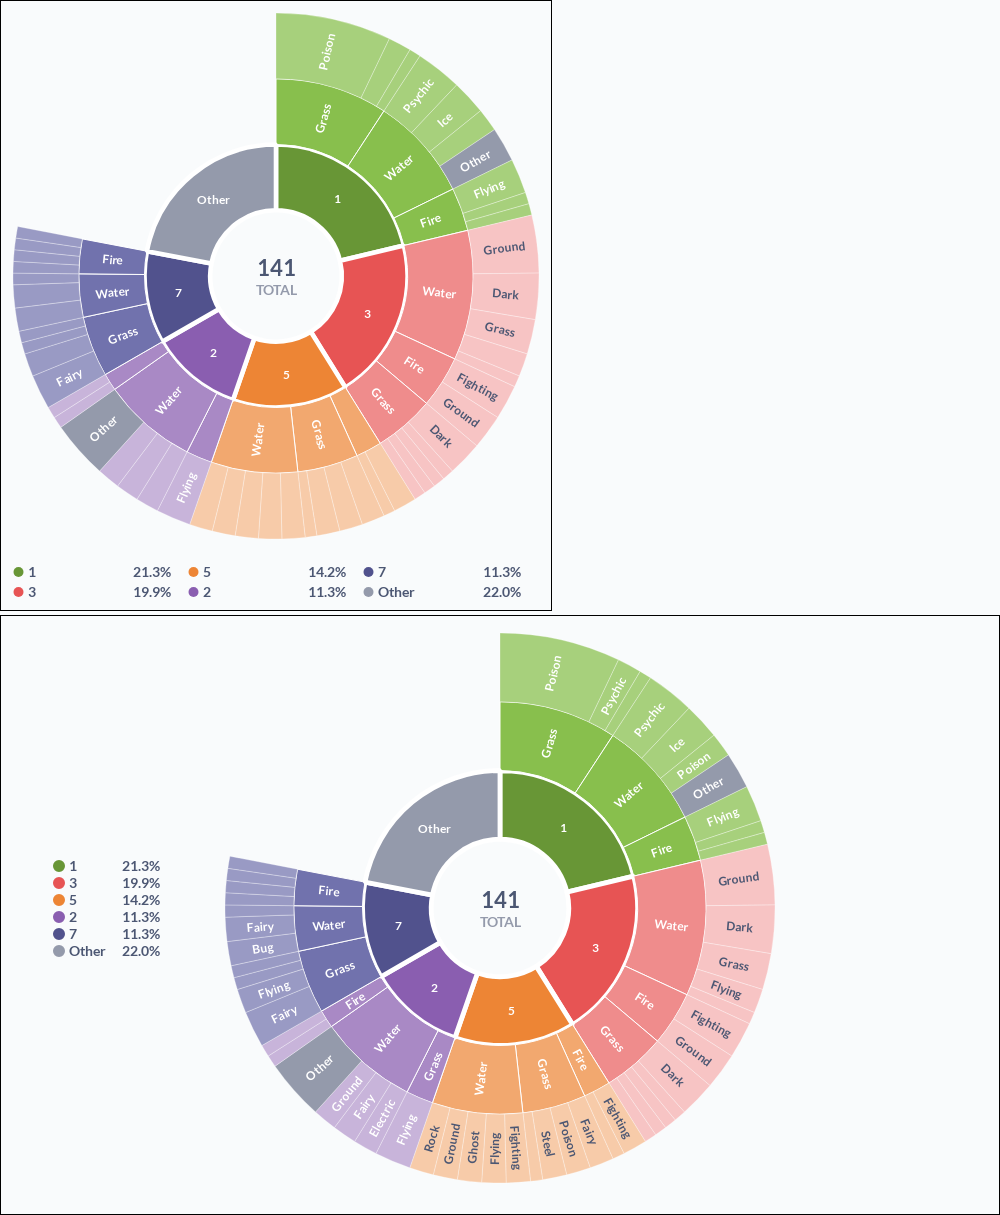 Poison
Psychic
Ice
Other
Flying
Grass
Water
Fire
1
Other
Ground
Dark
Grass
Fighting
Ground
Dark
Water
Fire
Grass
3
141
TOTAL
Fire
Water
Grass
Fairy
7
2
5
Water
Other
Flying
Water
Grass
1 21.3% 5 14.2% 7 11.3%
3 19.9% 2 11.3% Other 22.0%
Poison
Psychic
Psychic
Ice
Poison
Other
Flying
Grass
Water
Fire
1
Other
Ground
Dark
Grass
Flying
Fighting
Ground
Dark
Water
Fire
Grass
3
141
TOTAL
1 21.3%
3 19.9%
5 14.2%
2 11.3%
7 11.3%
Other 22.0%
Fire
Water
Grass
Fairy
Bug
Flying
Fairy
7
2
5
Fire
Water
Grass
Other
Ground
Fairy
Electric
Flying
Water
Grass
Fire
Rock
Ground
Ghost
Flying
Fighting
Steel
Poison
Fairy
Fighting